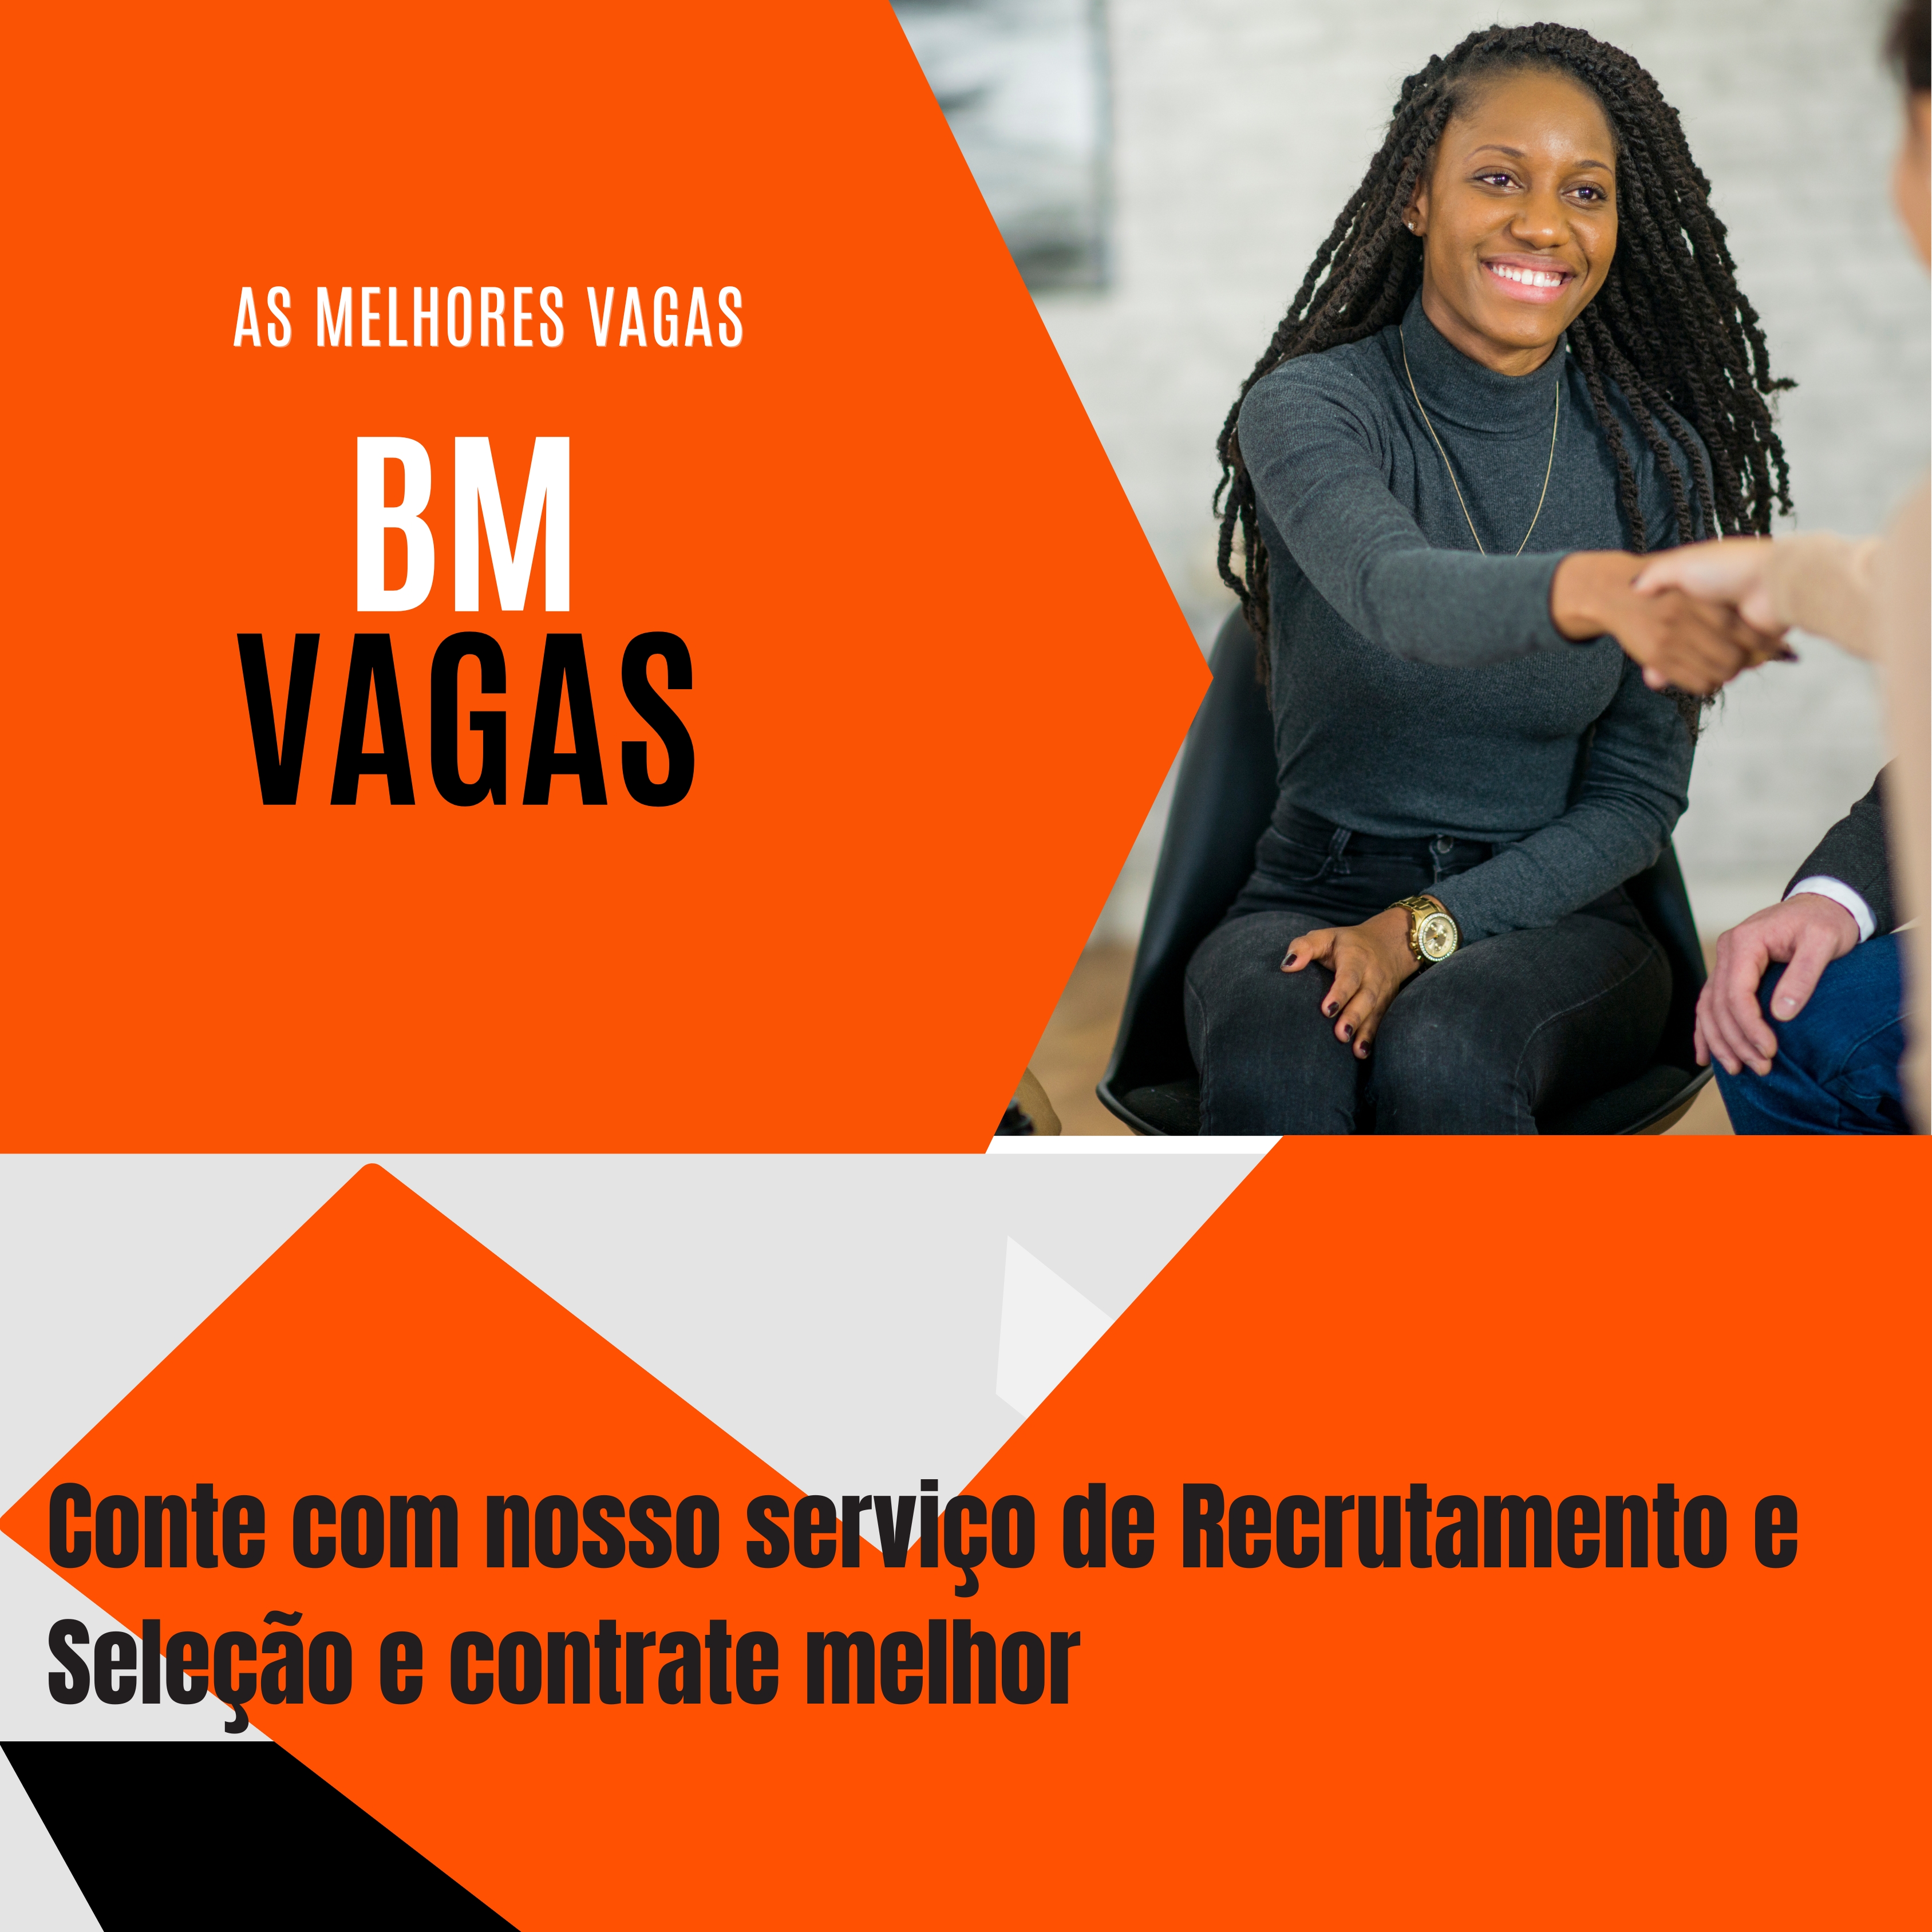 AS MELHORES VAGAS
BM
VAGAS
Conte com nosso serviço de Recrutamento e
Seleção e contrate melhor